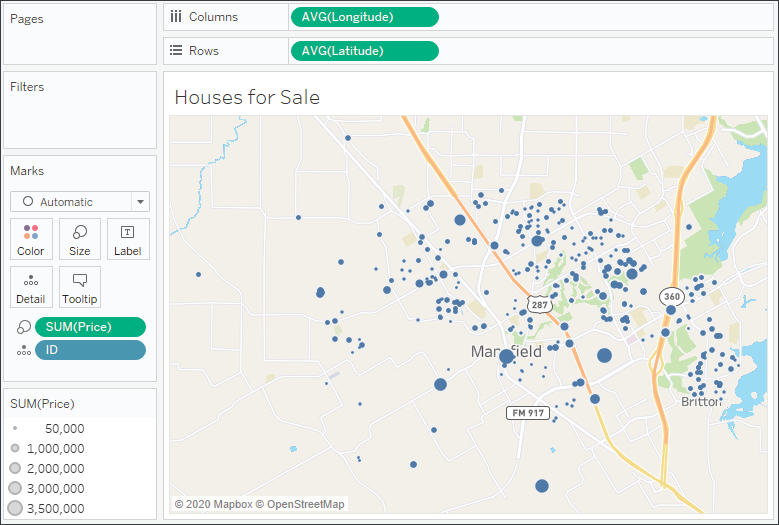 Pages
Columns
AVG(Longitude)
Rows
AVG(Latitude)
Filters
Houses for Sale
Marks
Automatic
Color
Size
Label
Detail
Tooltip
SUM(Price)
ID
SUM(Price)
50,000
1,000,000
2,000,000
3,000,000
3,500,000
287
360
Mansfield
Britton
FM 917
© 2020 Mapbox © OpenStreetMap